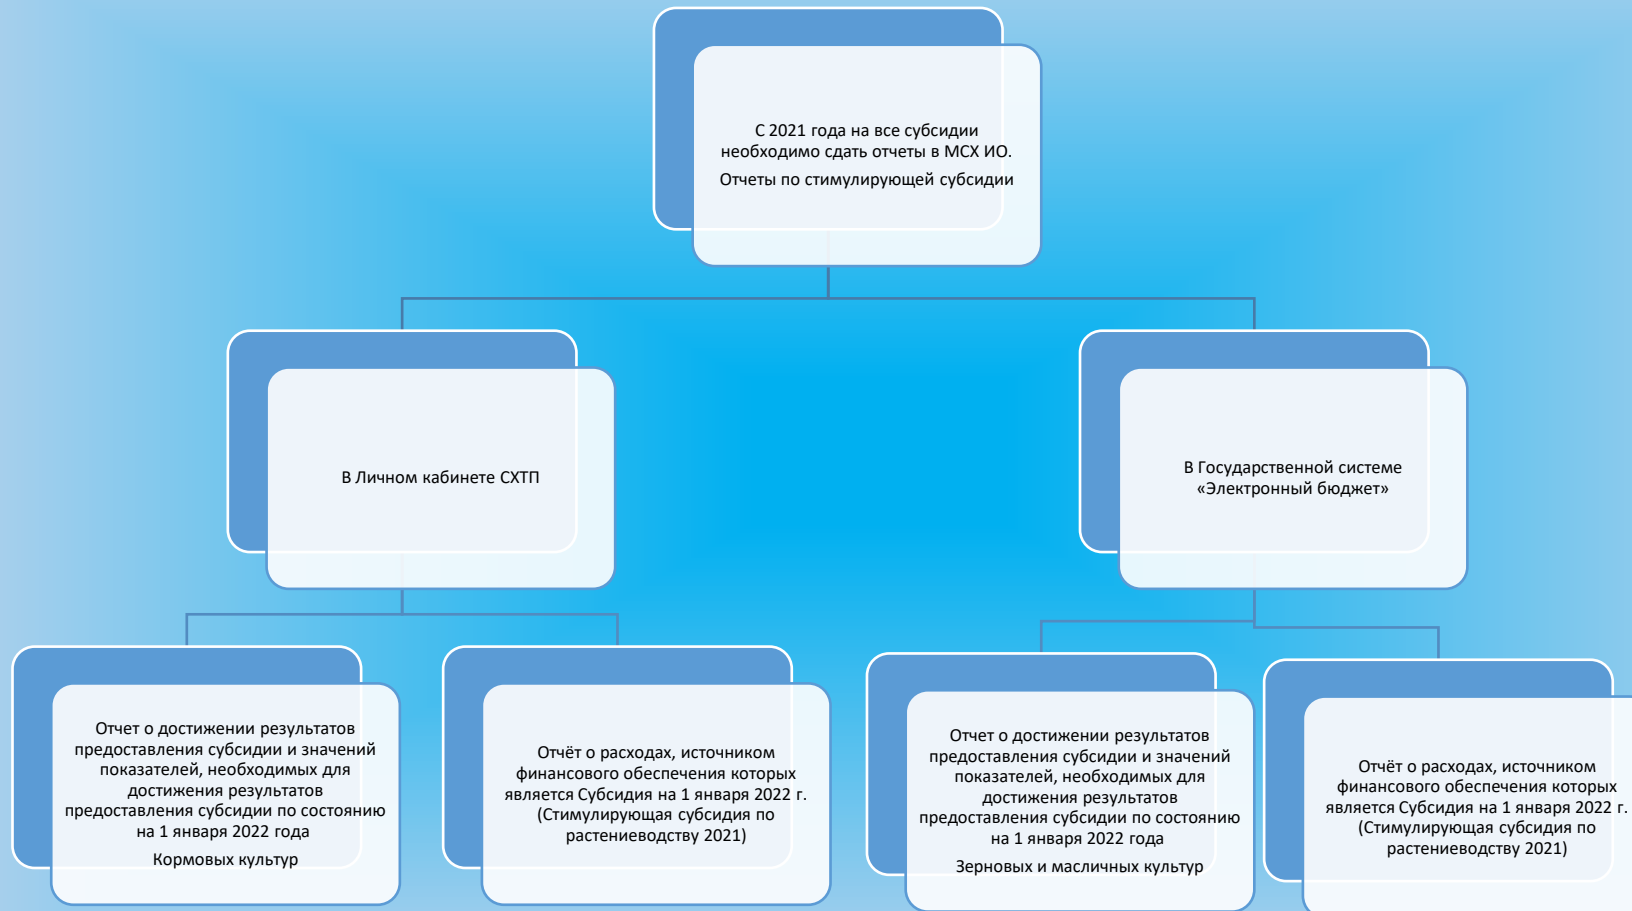 С 2021 года на все субсидии
необходимо сдать отчеты в МСХ ИО.
Отчеты по стимулирующей субсидии
В Личном кабинете СХТП
В Государственной системе
«Электронный бюджет»
Отчет о достижении результатов
предоставления субсидии и значений
показателей, необходимых для
достижения результатов
предоставления субсидии по состоянию
на 1 января 2022 года
Кормовых культур
Отчёт о расходах, источником
финансового обеспечения которых
является Субсидия на 1 января 2022 г.
(Стимулирующая субсидия по
растениеводству 2021)
Отчет о достижении результатов
предоставления субсидии и значений
показателей, необходимых для
достижения результатов
предоставления субсидии по состоянию
на 1 января 2022 года
Зерновых и масличных культур
Отчёт о расходах, источником
финансового обеспечения которых
является Субсидия на 1 января 2022 г.
(Стимулирующая субсидия по
растениеводству 2021)